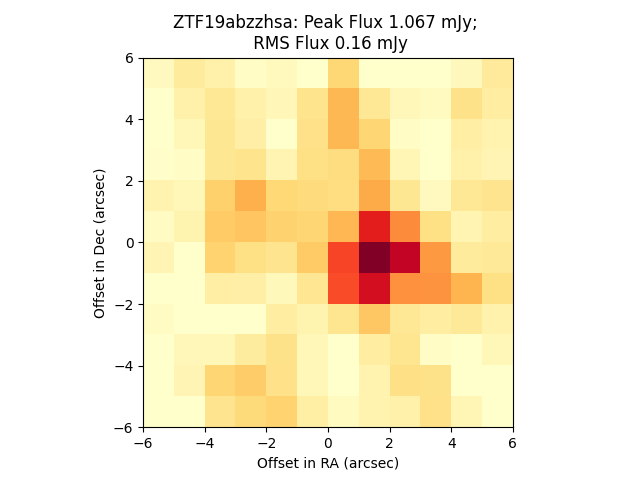 ZTF19abzzhsa: Peak Flux 1.067 mJy;
RMS Flux 0.16 mJy
6
4
2
0
−2
−4
−6
Offset in Dec (arcsec)
−6 −4 −2 0 2 4 6
Offset in RA (arcsec)